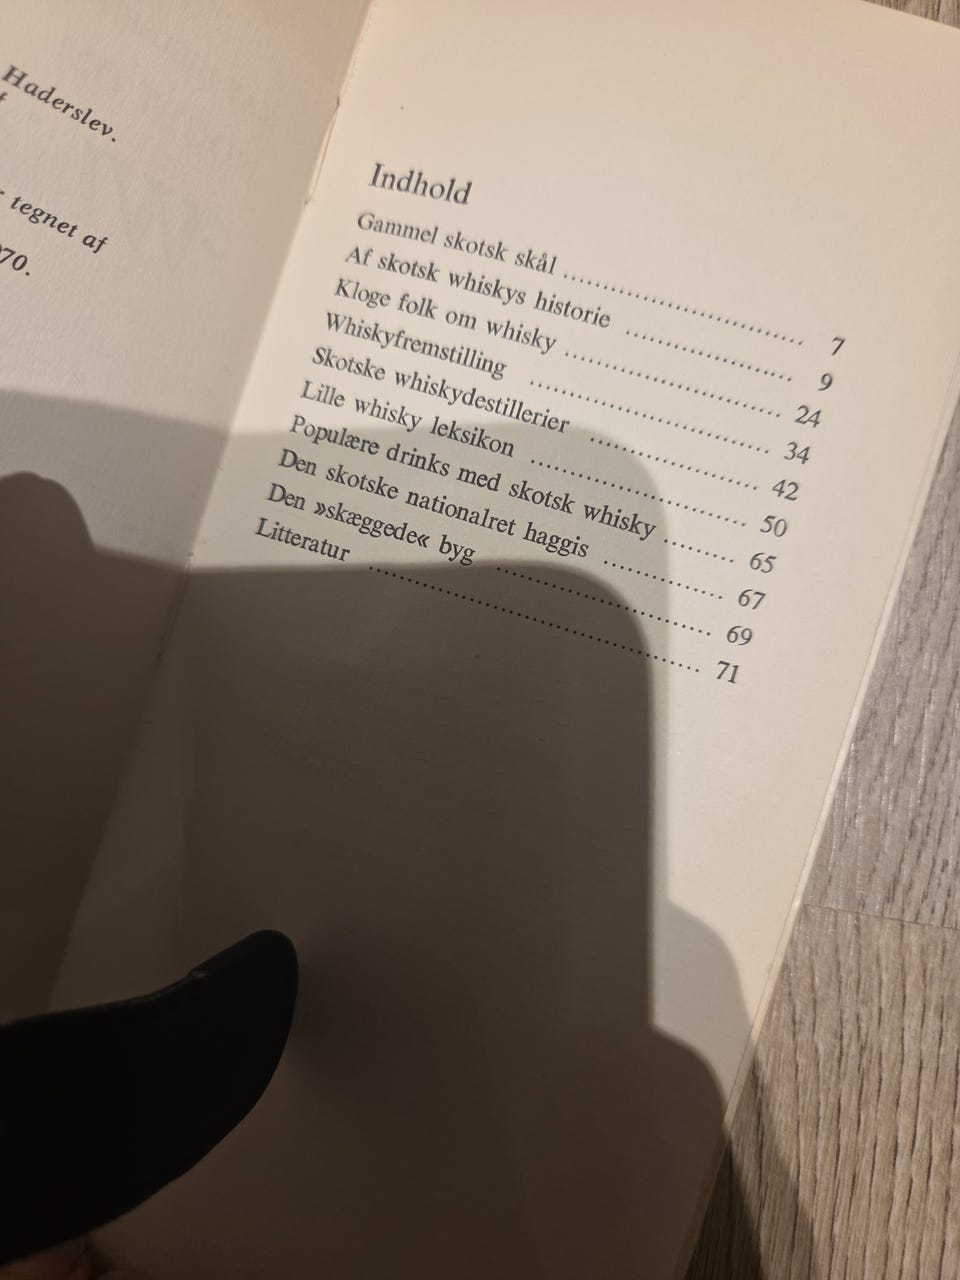 Haderslev.
tegnet af
70.
Indhold
Gammel skotsk skål ........................................ 7
Af skotsk whiskys historie ............................ 9
Kloge folk om whisky .................................... 24
Whiskyfremstilling ........................................ 34
Skotske whiskydestillerier ............................ 42
Lille whisky leksikon .................................... 50
Populære drinks med skotsk whisky ......... 65
Den skotske nationalret haggis .................... 67
Den »skæggede« byg .................................... 69
Litteratur ........................................................ 71